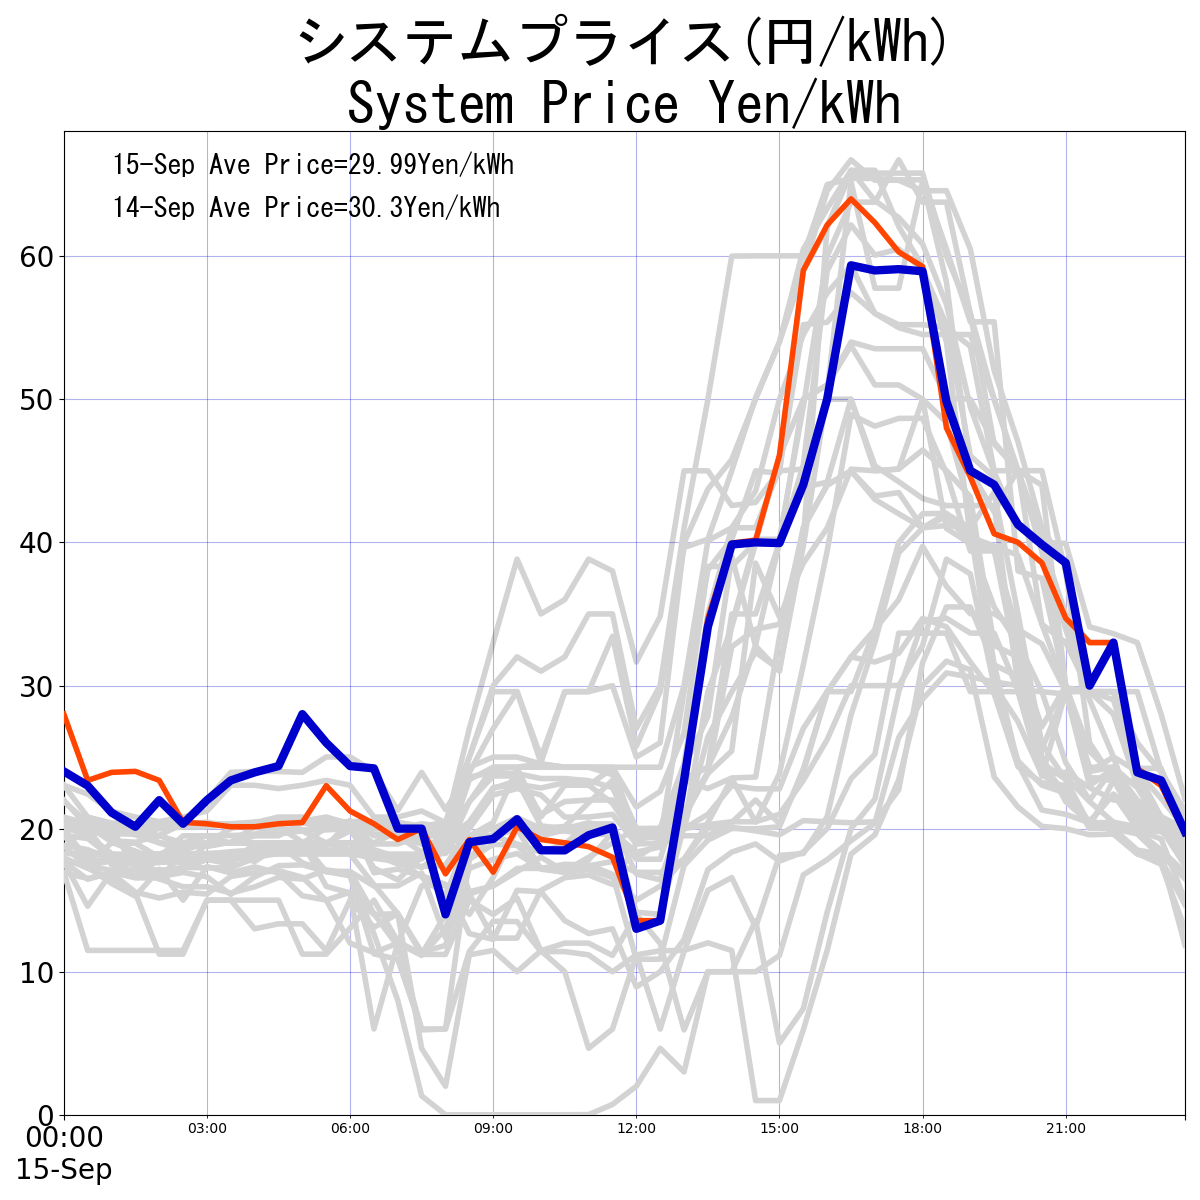 システムプライス(円/kWh)
System Price Yen/kWh
15-Sep Ave Price=29.99Yen/kWh
14-Sep Ave Price=30.3Yen/kWh
60
50
40
30
20
10
0
00:00 03:00 06:00 09:00 12:00 15:00 18:00 21:00
15-Sep